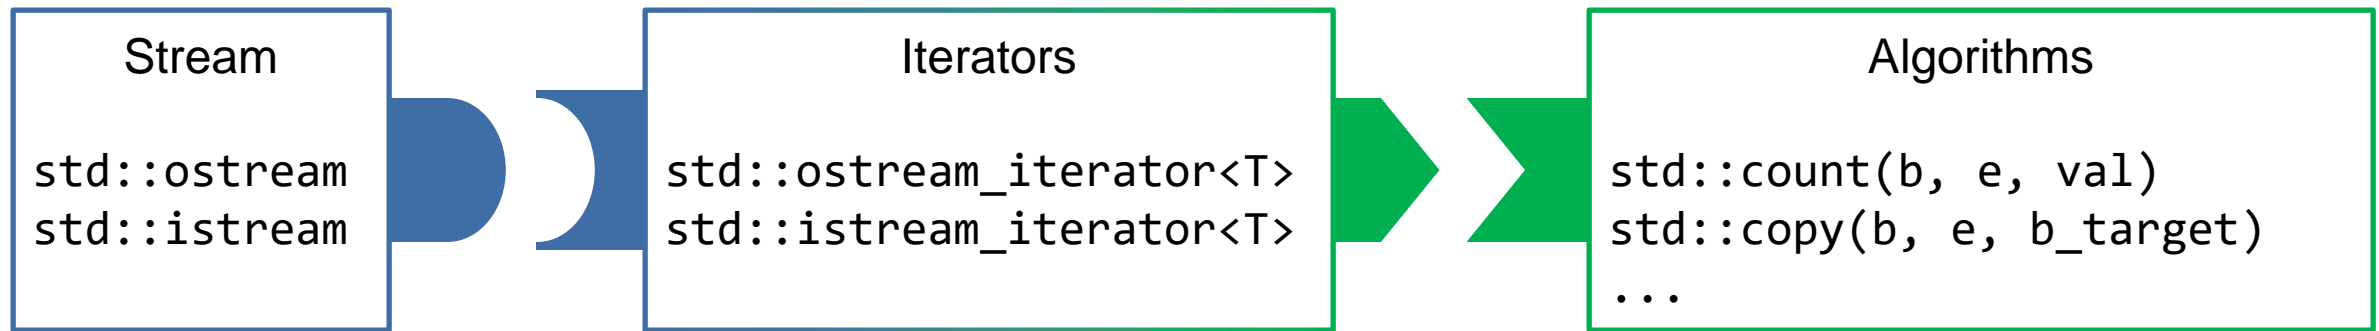 Stream
std::ostream
std::istream
Iterators
std::ostream_iterator<T>
std::istream_iterator<T>
Algorithms
std::count(b, e, val)
std::copy(b, e, b_target)
...